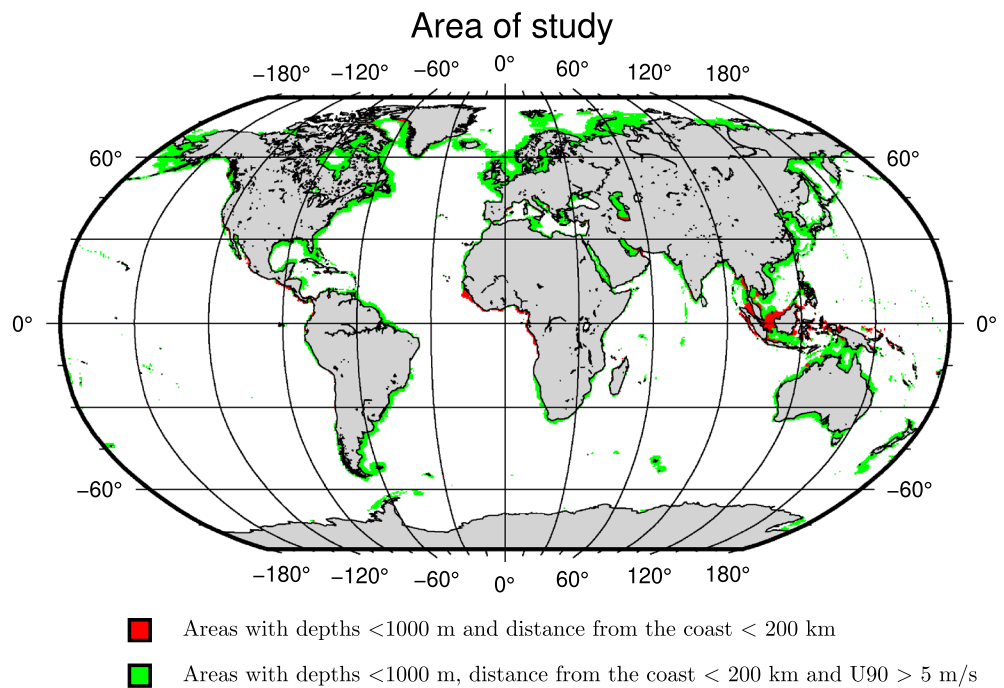 Area of study
−180° −120° −60° 0° 60° 120° 180°
60° 60°
0° 0°
−60° −60°
−180° −120° −60° 0° 60° 120° 180°
Areas with depths <1000 m and distance from the coast < 200 km
Areas with depths <1000 m, distance from the coast < 200 km and U90 > 5 m/s